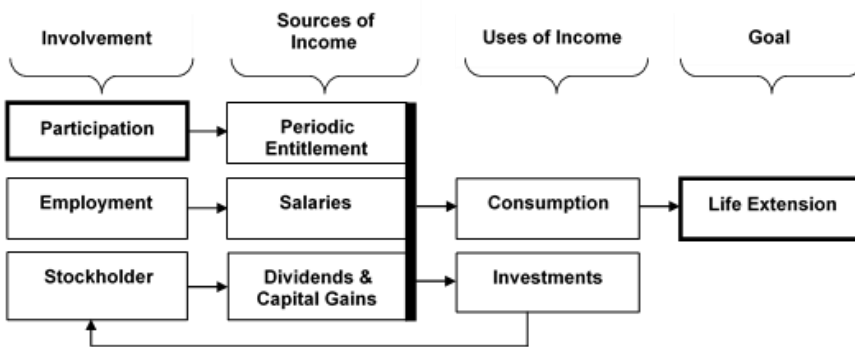 Involvement
Sources of
Income
Uses of Income
Goal
Participation
Periodic
Entitlement
Employment
Salaries
Consumption
Life Extension
Stockholder
Dividends &
Capital Gains
Investments